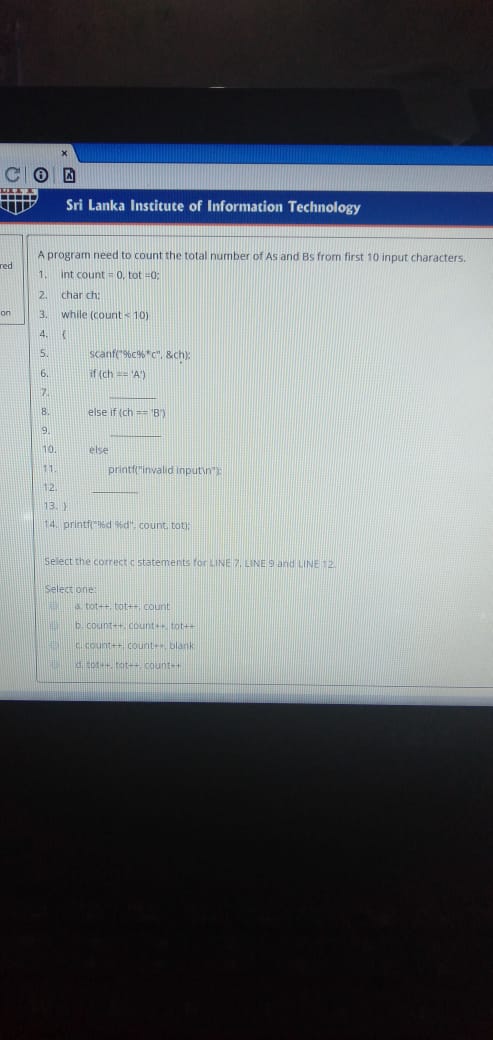 Sri Lanka Institute of Information Technology
red
on
A program need to count the total number of As and Bs from first 10 input characters.
1. int count = 0, tot =0;
2. char ch;
3. while (count < 10)
4. {
5. scanf("%c%*c", &ch);
6. if (ch == 'A')
7. ________
8. else if (ch == 'B')
9. ________
10. else
11. printf("invalid input\n");
12. ________
13. }
14. printf("%d %d", count, tot);
Select the correct c statements for LINE 7, LINE 9 and LINE 12.
Select one:
a. tot++, tot++, count
b. count++, count++, tot++
c. count++, count++, blank
d. tot++, tot++, count++